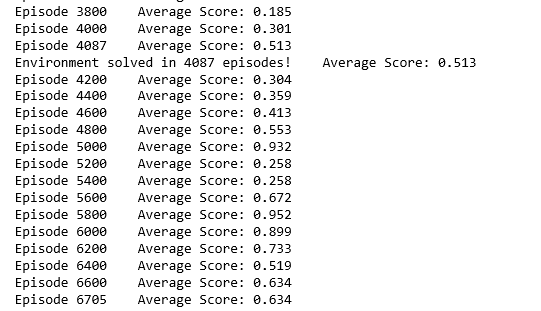 Episode 3800 Average Score: 0.185
Episode 4000 Average Score: 0.301
Episode 4087 Average Score: 0.513
Environment solved in 4087 episodes! Average Score: 0.513
Episode 4200 Average Score: 0.304
Episode 4400 Average Score: 0.359
Episode 4600 Average Score: 0.413
Episode 4800 Average Score: 0.553
Episode 5000 Average Score: 0.932
Episode 5200 Average Score: 0.258
Episode 5400 Average Score: 0.258
Episode 5600 Average Score: 0.672
Episode 5800 Average Score: 0.952
Episode 6000 Average Score: 0.899
Episode 6200 Average Score: 0.733
Episode 6400 Average Score: 0.519
Episode 6600 Average Score: 0.634
Episode 6705 Average Score: 0.634